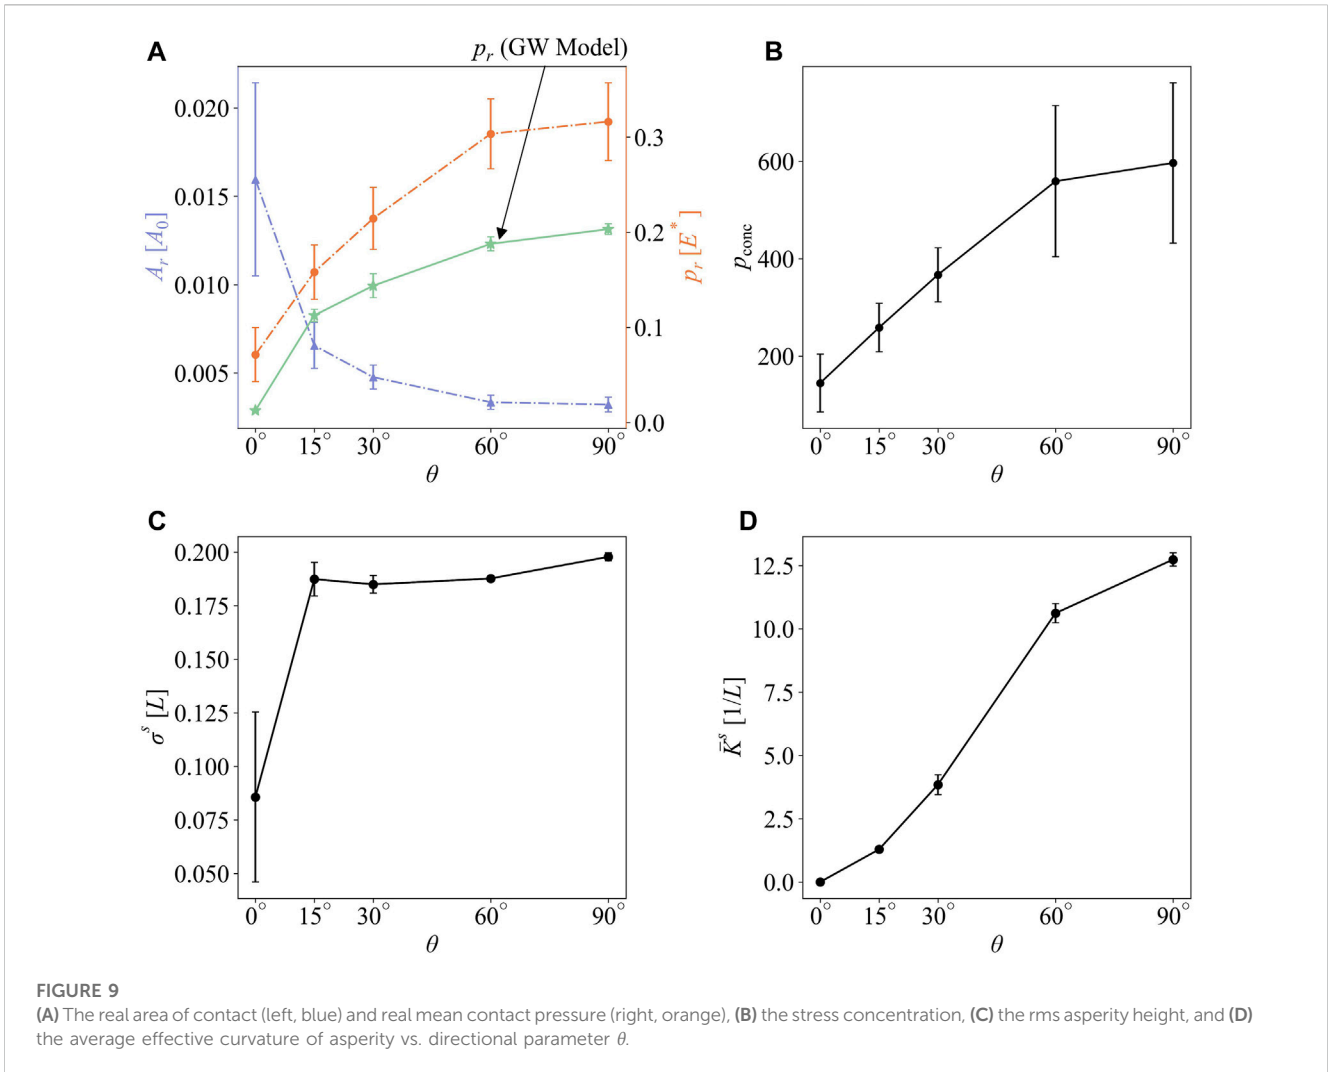 A
p_r (GW Model)
0.020
0.015
0.010
0.005
A_r [A_0]
0.3
0.2
0.1
0.0
p_r [E^*]
0° 15° 30° 60° 90°
θ
B
600
400
200
p_conc
0° 15° 30° 60° 90°
θ
C
0.200
0.175
0.150
0.125
0.100
0.075
0.050
σ^s [L]
0° 15° 30° 60° 90°
θ
D
12.5
10.0
7.5
5.0
2.5
0.0
K̄^s [1/L]
0° 15° 30° 60° 90°
θ
FIGURE 9
(A) The real area of contact (left, blue) and real mean contact pressure (right, orange), (B) the stress concentration, (C) the rms asperity height, and (D)
the average effective curvature of asperity vs. directional parameter θ.